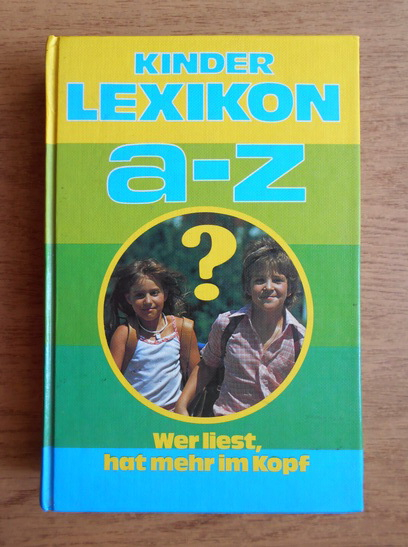 KINDER
LEXIKON
a-z
?
Wer liest,
hat mehr im Kopf